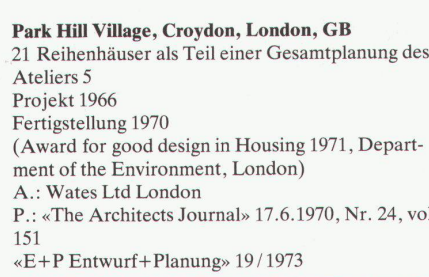 Park Hill Village, Croydon, London, GB
21 Reihenhäuser als Teil einer Gesamtplanung des
Ateliers 5
Projekt 1966
Fertigstellung 1970
(Award for good design in Housing 1971, Depart-
ment of the Environment, London)
A.: Wates Ltd London
P.: «The Architects Journal» 17.6.1970, Nr. 24, vol
151
«E+P Entwurf+Planung» 19/1973